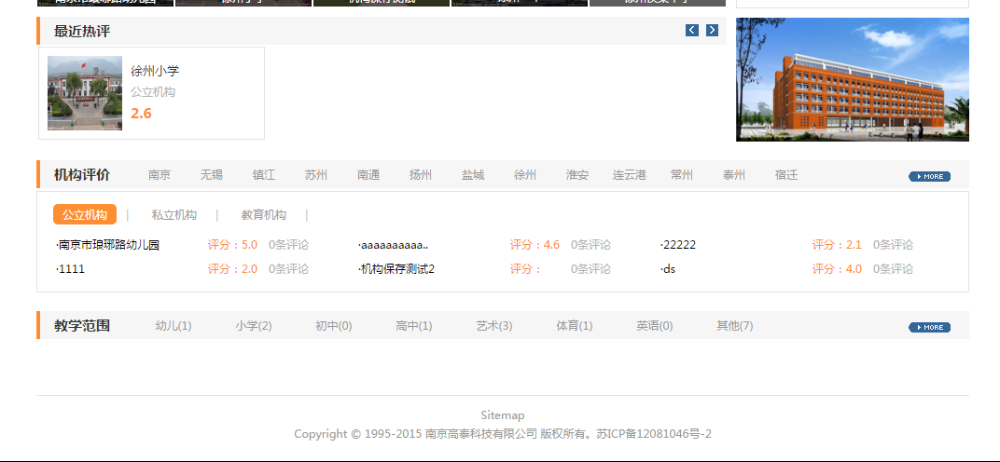 最近热评
徐州小学
公立机构
2.6
机构评价 南京 无锡 镇江 苏州 南通 扬州 盐城 徐州 淮安 连云港 常州 泰州 宿迁 MORE
公立机构 | 私立机构 | 教育机构 |
·南京市琅琊路幼儿园 评分：5.0 0条评论 ·aaaaaaaaaa.. 评分：4.6 0条评论 ·22222 评分：2.1 0条评论
·1111 评分：2.0 0条评论 ·机构保存测试2 评分： 0条评论 ·ds 评分：4.0 0条评论
教学范围 幼儿(1) 小学(2) 初中(0) 高中(1) 艺术(3) 体育(1) 英语(0) 其他(7) MORE
Sitemap
Copyright © 1995-2015 南京高泰科技有限公司 版权所有。苏ICP备12081046号-2